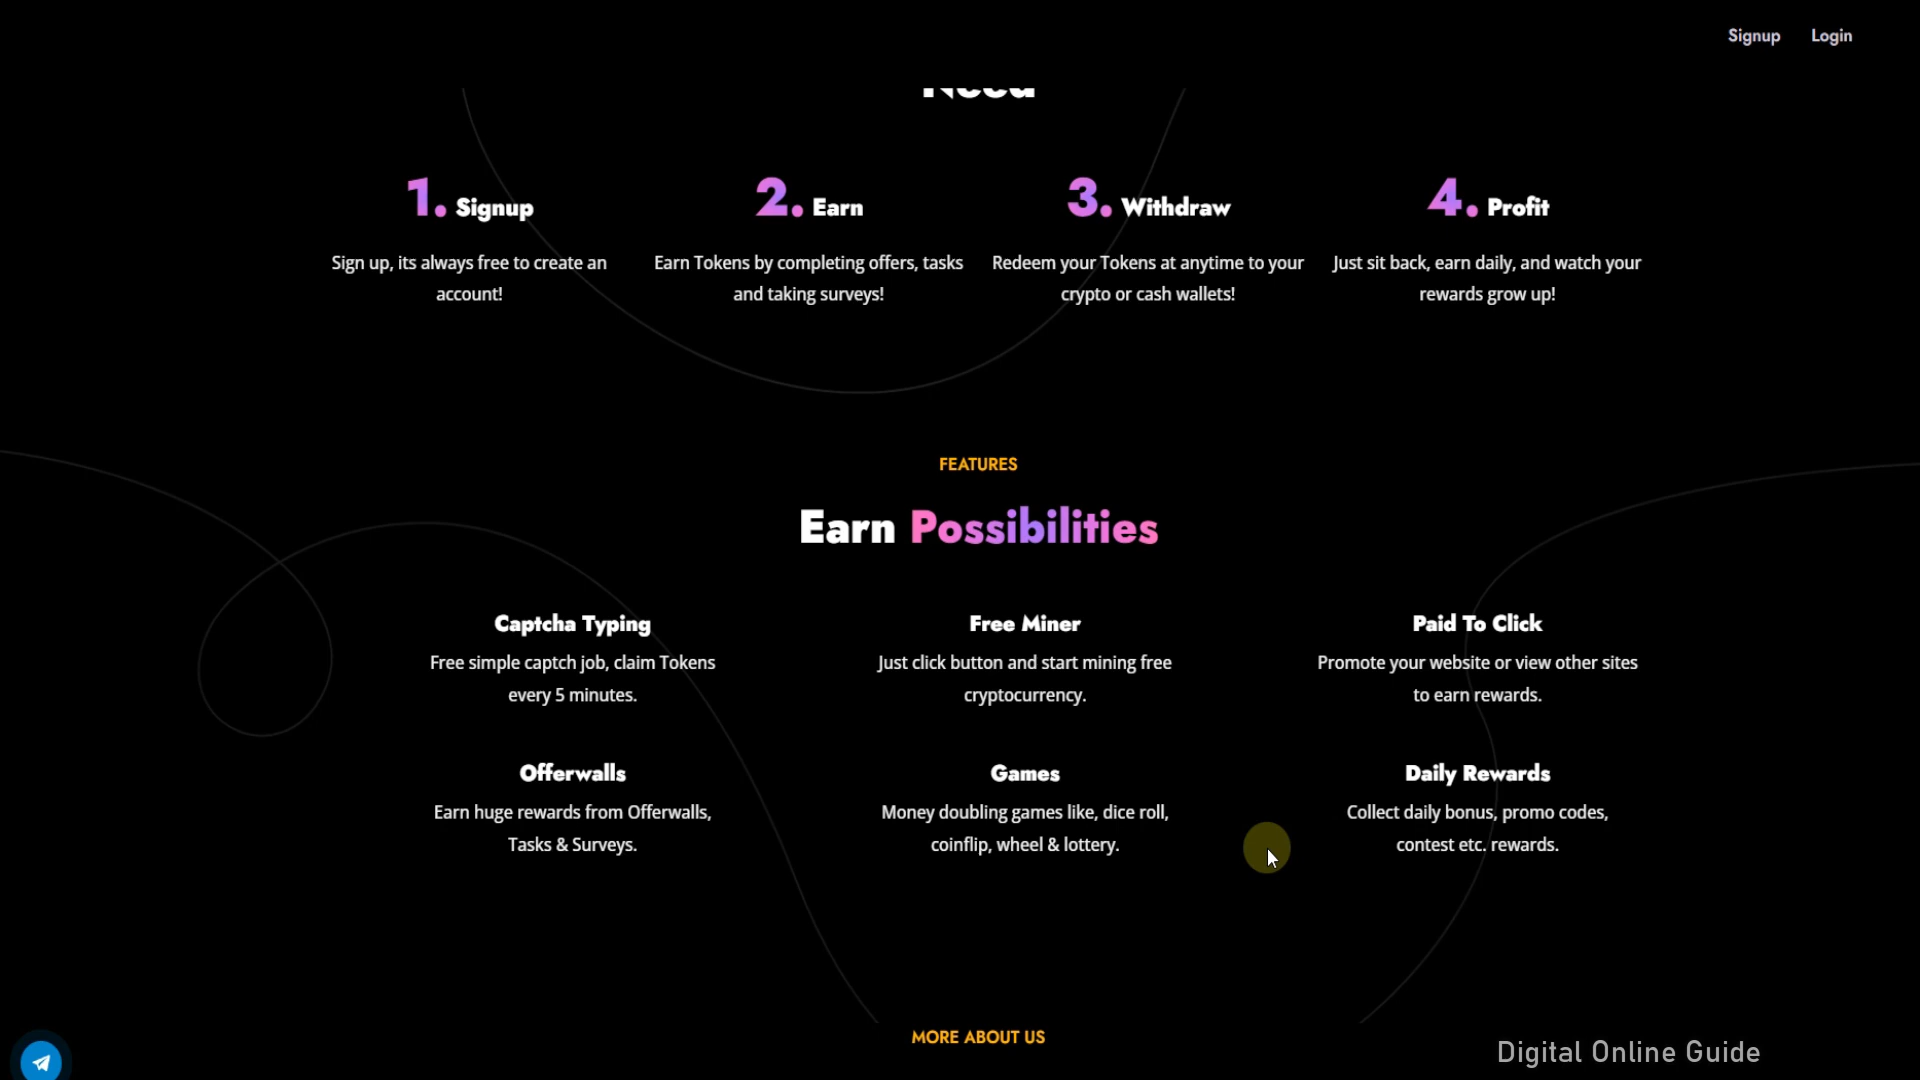 Signup Login
Need
1. Signup
Sign up, its always free to create an
account!
2. Earn
Earn Tokens by completing offers, tasks
and taking surveys!
3. Withdraw
Redeem your Tokens at anytime to your
crypto or cash wallets!
4. Profit
Just sit back, earn daily, and watch your
rewards grow up!
FEATURES
Earn Possibilities
Captcha Typing
Free simple captch job, claim Tokens
every 5 minutes.
Free Miner
Just click button and start mining free
cryptocurrency.
Paid To Click
Promote your website or view other sites
to earn rewards.
Offerwalls
Earn huge rewards from Offerwalls,
Tasks & Surveys.
Games
Money doubling games like, dice roll,
coinflip, wheel & lottery.
Daily Rewards
Collect daily bonus, promo codes,
contest etc. rewards.
MORE ABOUT US
Digital Online Guide